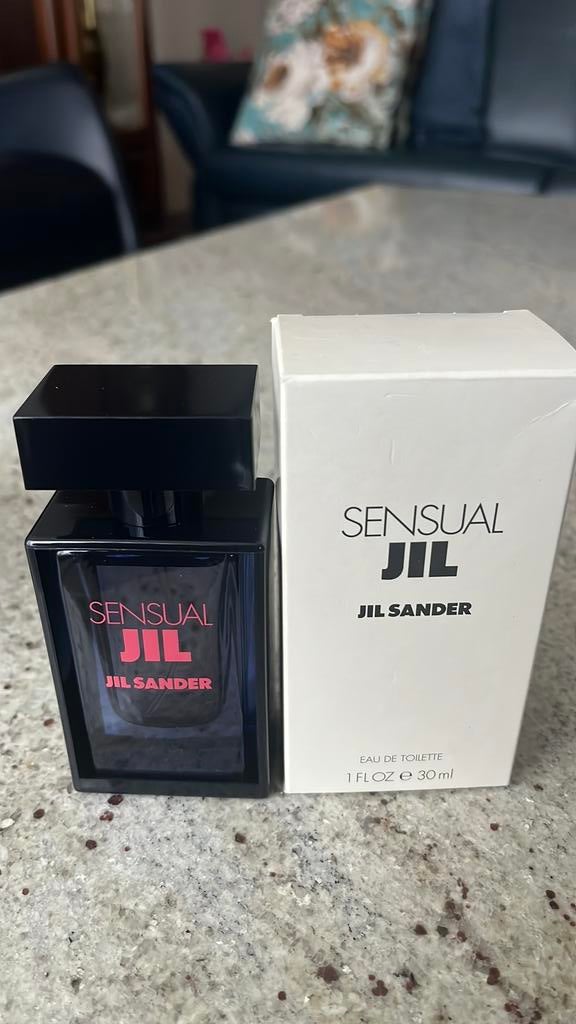 SENSUAL
JIL
JIL SANDER
SENSUAL
JIL
JIL SANDER
EAU DE TOILETTE
1 FL OZ ℮ 30 ml